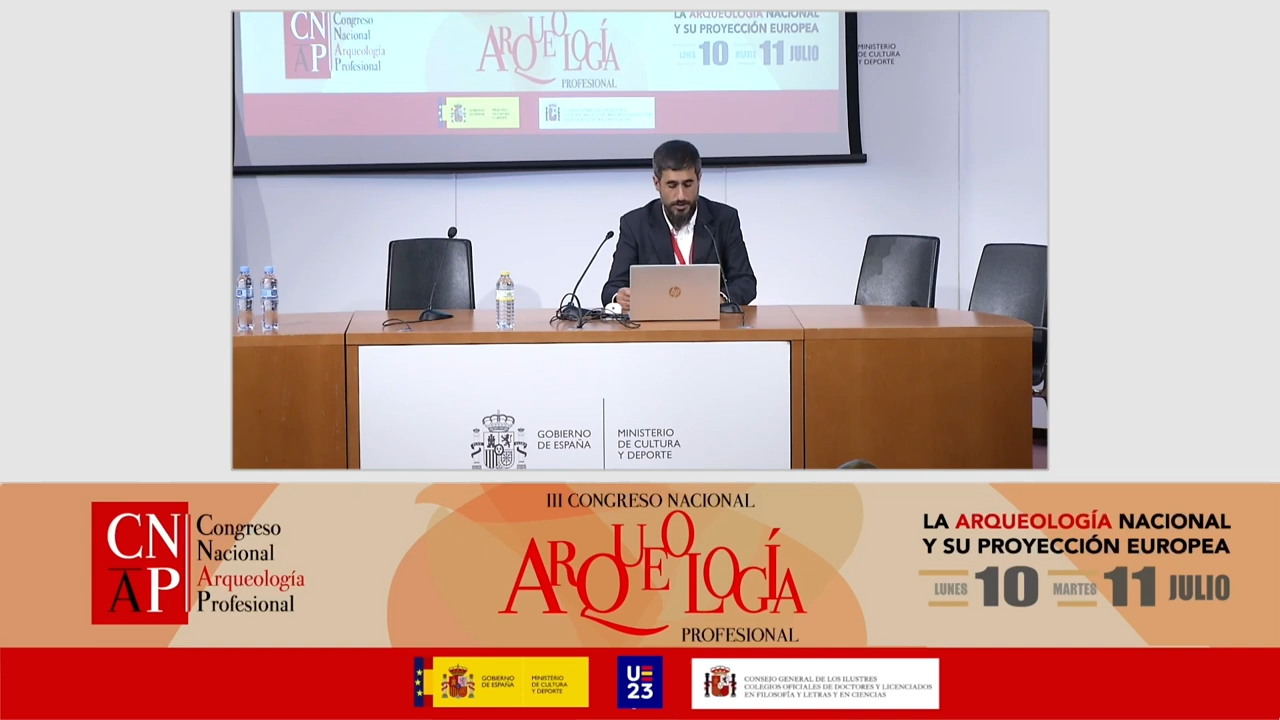 CN
AP
Congreso
Nacional
Arqueología
Profesional
ARQUEOLOGÍA
PROFESIONAL
LA ARQUEOLOGÍA NACIONAL
Y SU PROYECCIÓN EUROPEA
LUNES 10 MARTES 11 JULIO
MINISTERIO
DE CULTURA
Y DEPORTE
hp
GOBIERNO
DE ESPAÑA
MINISTERIO
DE CULTURA
Y DEPORTE
CN
AP
Congreso
Nacional
Arqueología
Profesional
III CONGRESO NACIONAL
ARQUEOLOGÍA
PROFESIONAL
LA ARQUEOLOGÍA NACIONAL
Y SU PROYECCIÓN EUROPEA
LUNES 10 MARTES 11 JULIO
GOBIERNO
DE ESPAÑA
MINISTERIO
DE CULTURA
Y DEPORTE
UE
23
CONSEJO GENERAL DE LOS ILUSTRES
COLEGIOS OFICIALES DE DOCTORES Y LICENCIADOS
EN FILOSOFÍA Y LETRAS Y EN CIENCIAS